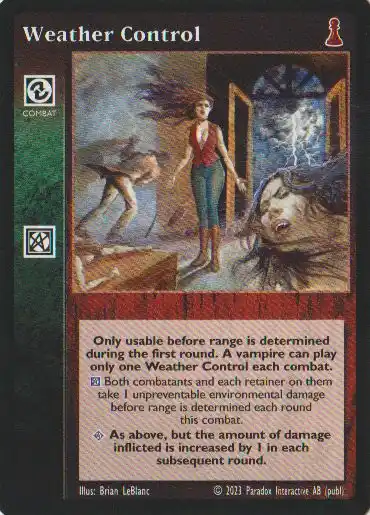 Weather Control
COMBAT
Only usable before range is determined
during the first round. A vampire can play
only one Weather Control each combat.
Both combatants and each retainer on them
take 1 unpreventable environmental damage
before range is determined each round
this combat.
As above, but the amount of damage
inflicted is increased by 1 in each
subsequent round.
Illus: Brian LeBlanc © 2023 Paradox Interactive AB (publ)